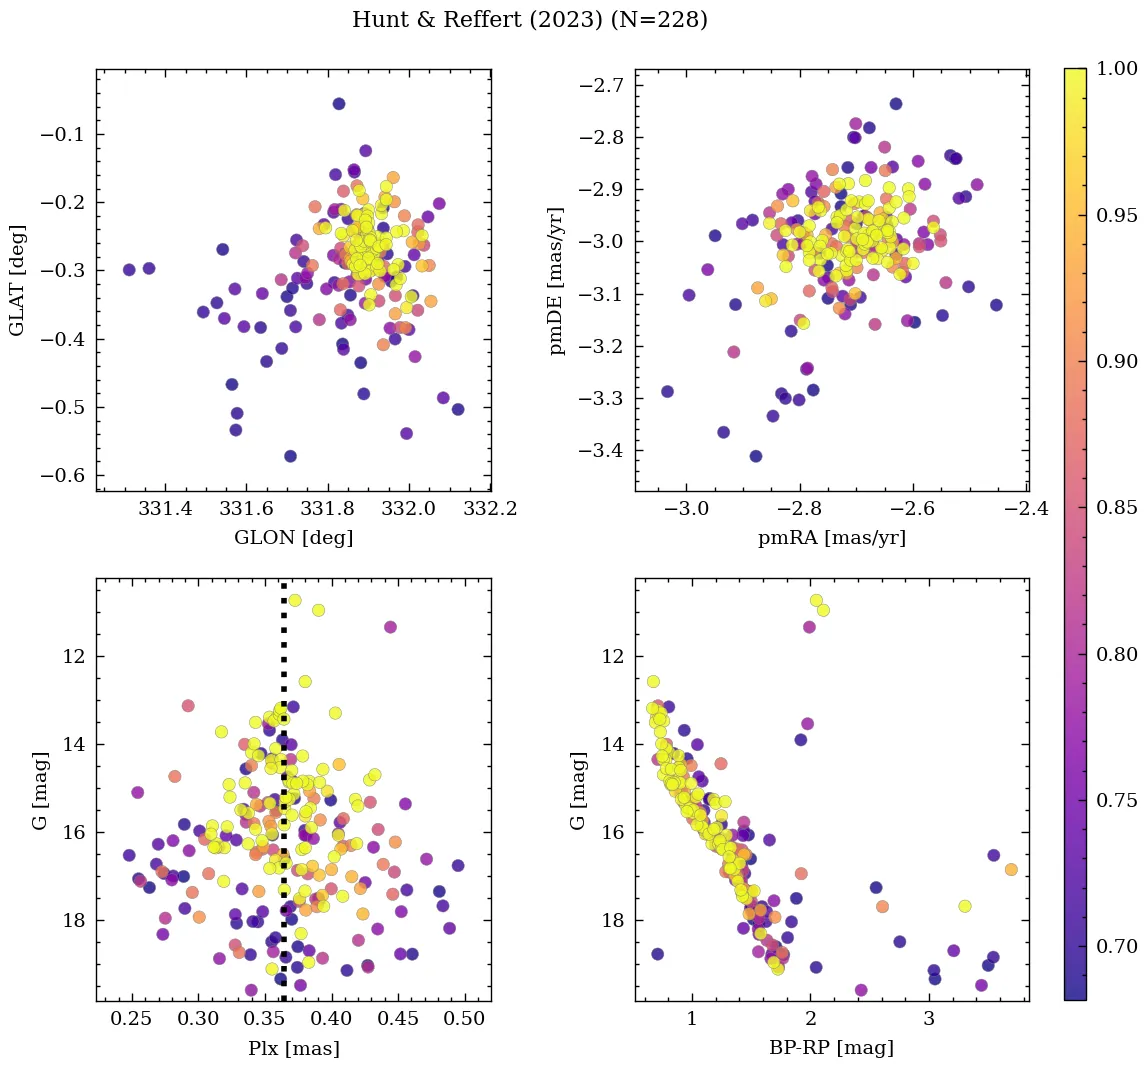 Hunt & Reffert (2023) (N=228)
−0.1
−0.2
−0.3
−0.4
−0.5
−0.6
GLAT [deg]
331.4 331.6 331.8 332.0 332.2
GLON [deg]
−2.7
−2.8
−2.9
−3.0
−3.1
−3.2
−3.3
−3.4
pmDE [mas/yr]
−3.0 −2.8 −2.6 −2.4
pmRA [mas/yr]
12
14
16
18
G [mag]
0.25 0.30 0.35 0.40 0.45 0.50
Plx [mas]
12
14
16
18
G [mag]
1 2 3
BP-RP [mag]
1.00
0.95
0.90
0.85
0.80
0.75
0.70